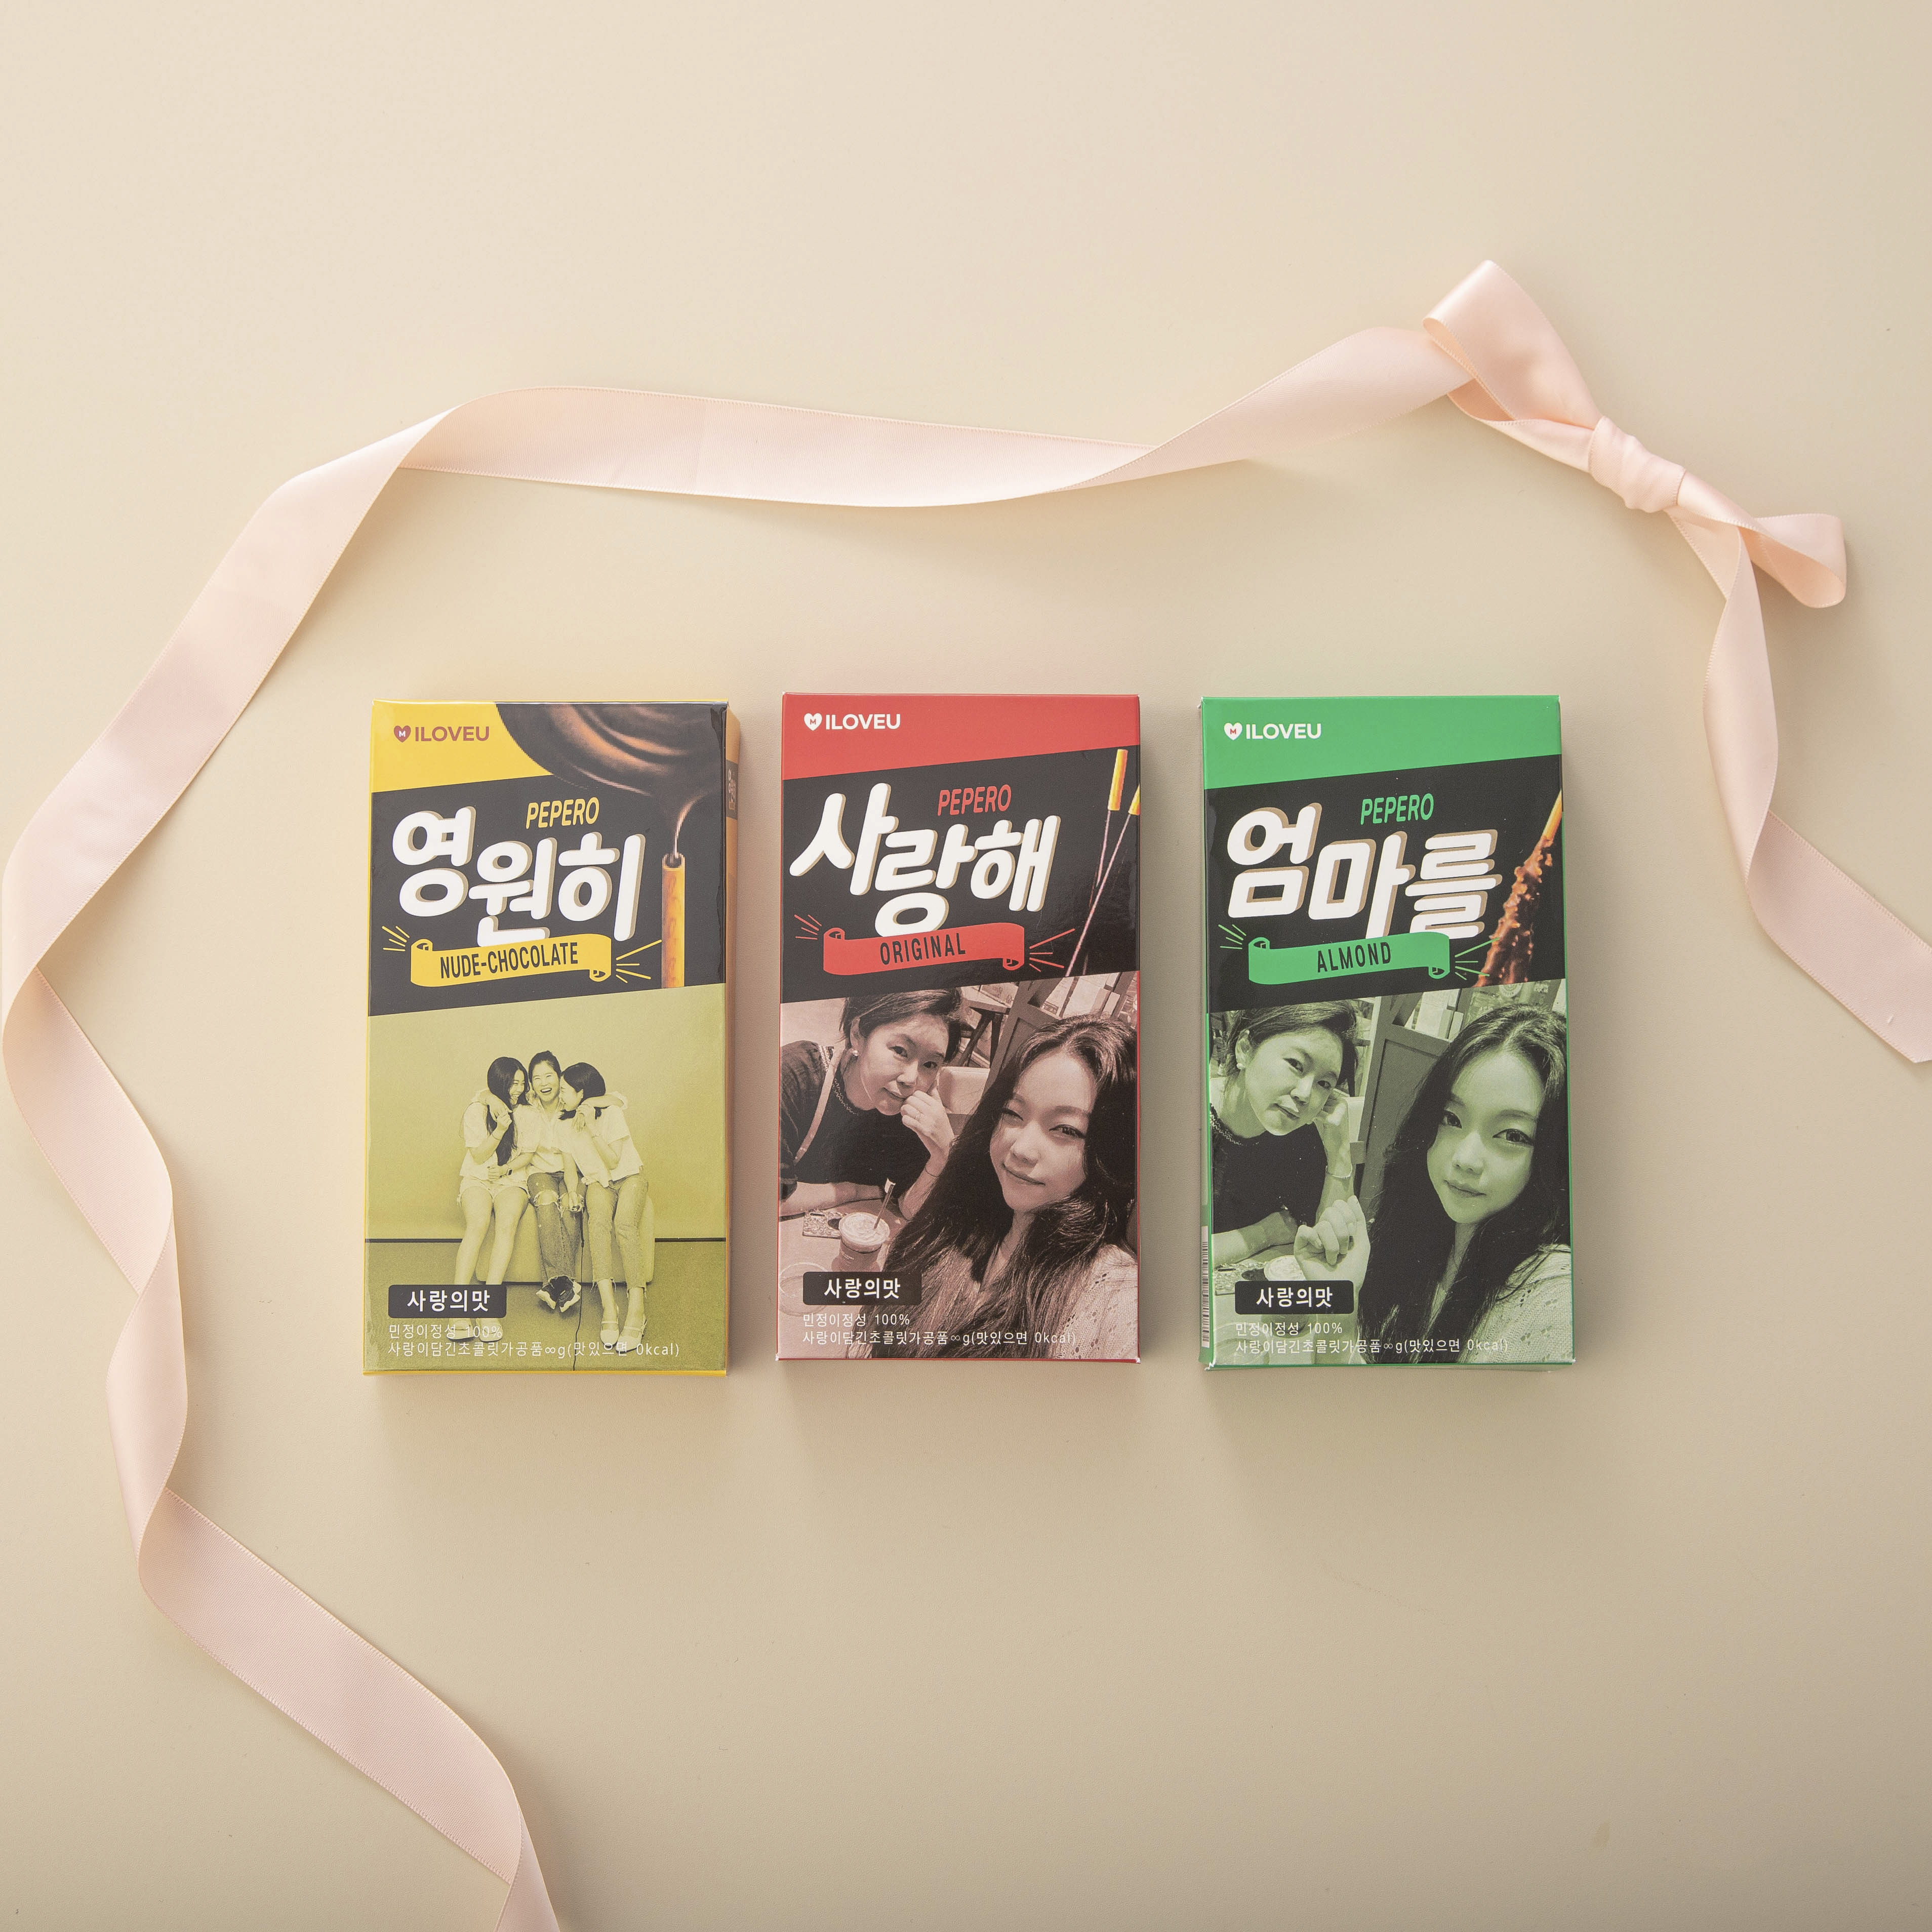 ILOVEU
PEPERO
영원히
NUDE-CHOCOLATE
사랑의맛
민정이정성 100%
사랑이담긴초콜릿가공품∞g(맛있으면 0kcal)
ILOVEU
PEPERO
사랑해
ORIGINAL
사랑의맛
민정이정성 100%
사랑이담긴초콜릿가공품∞g(맛있으면 0kcal)
ILOVEU
PEPERO
엄마를
ALMOND
사랑의맛
민정이정성 100%
사랑이담긴초콜릿가공품∞g(맛있으면 0kcal)